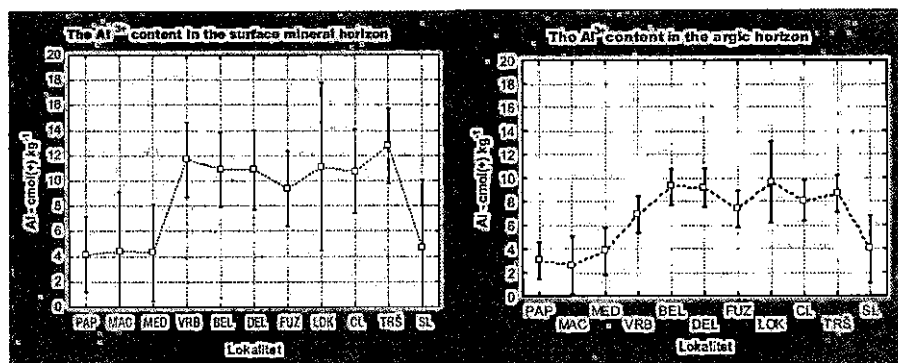 The Al 3+ content in the surface mineral horizon
Al - cmol(+) kg-1
20
18
16
14
12
10
8
6
4
2
0
PAP MAC MED VRB BEL DEL FUZ LOK CL TRŠ SL
Lokalitet
The Al3+ content in the argic horizon
Al - cmol(+) kg-1
20
18
16
14
12
10
8
6
4
2
0
PAP MED BEL FUZ CL SL
MAC VRB DEL LOK TRŠ
Lokalitet